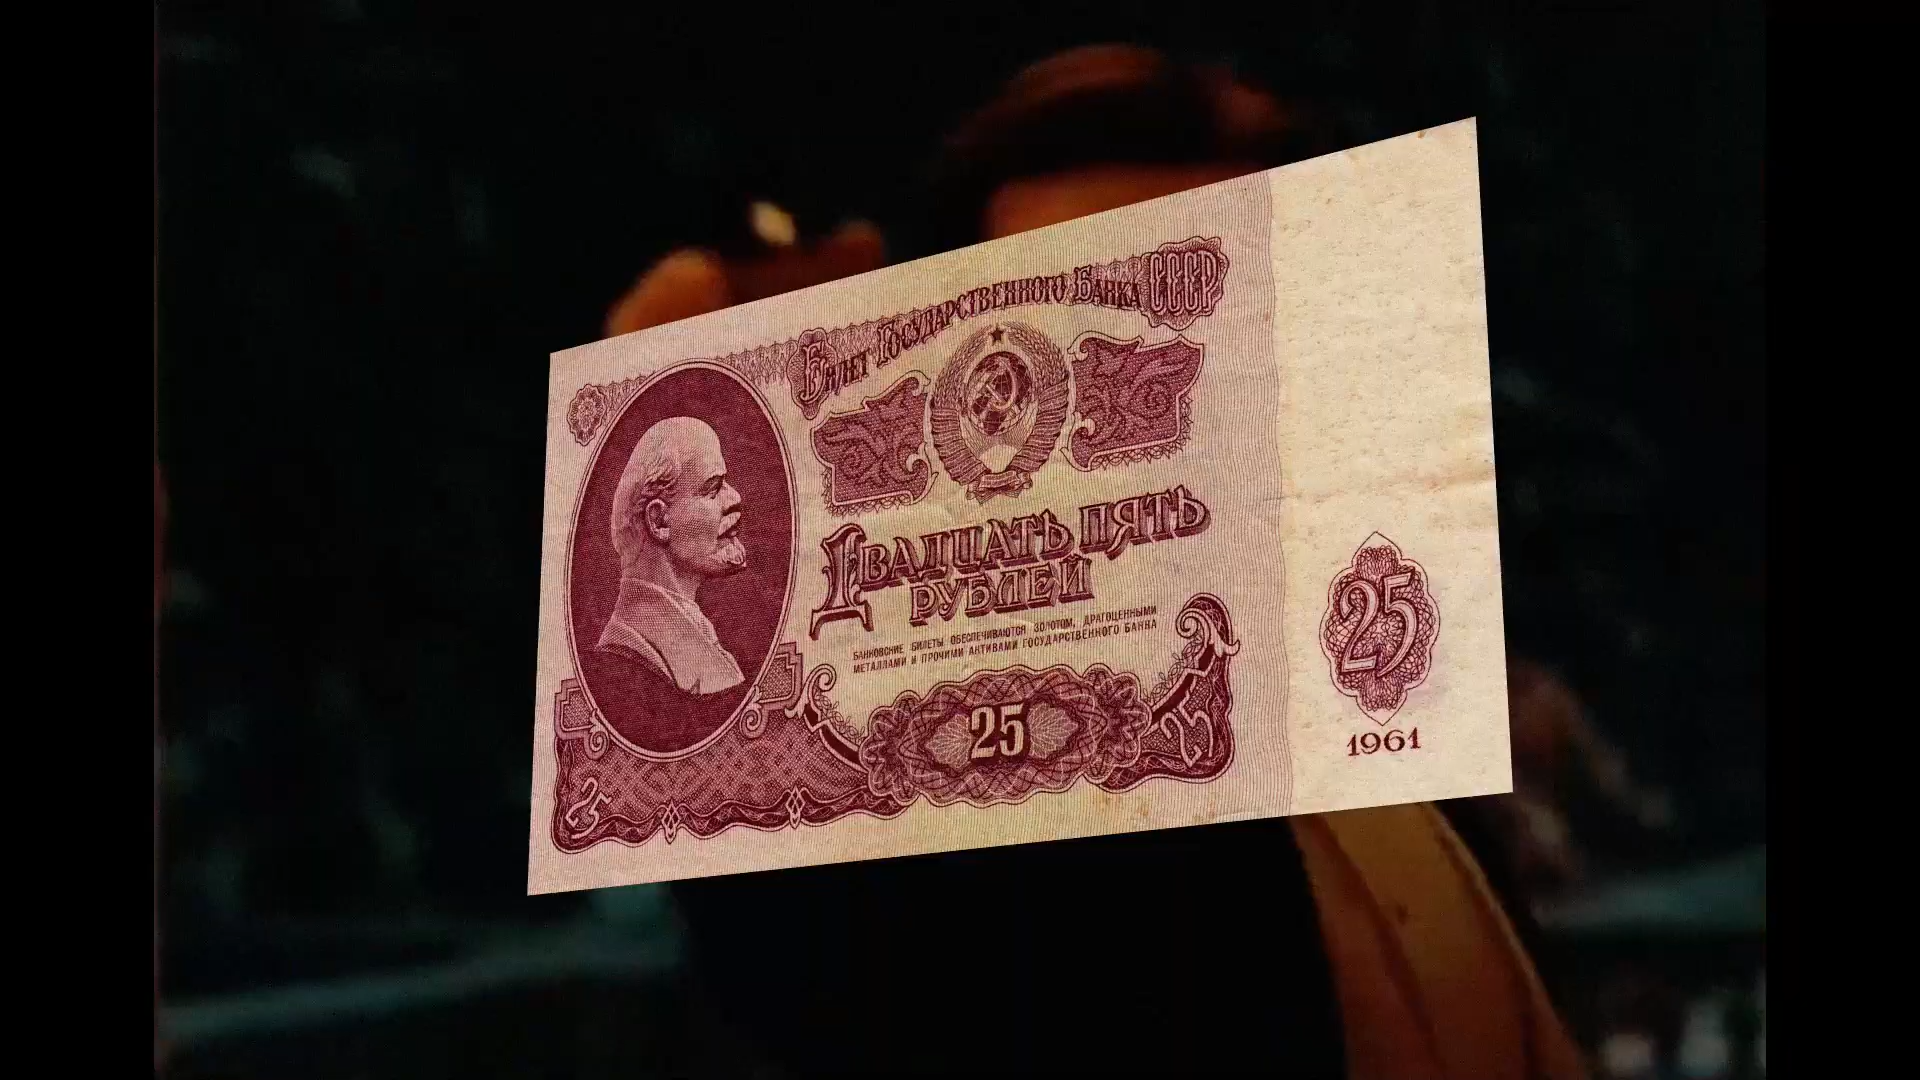 Билет Государственного Банка СССР
Двадцать пять
рублей
Банковские билеты обеспечиваются золотом, драгоценными
металлами и прочими активами Государственного Банка
25
25
25
25
1961